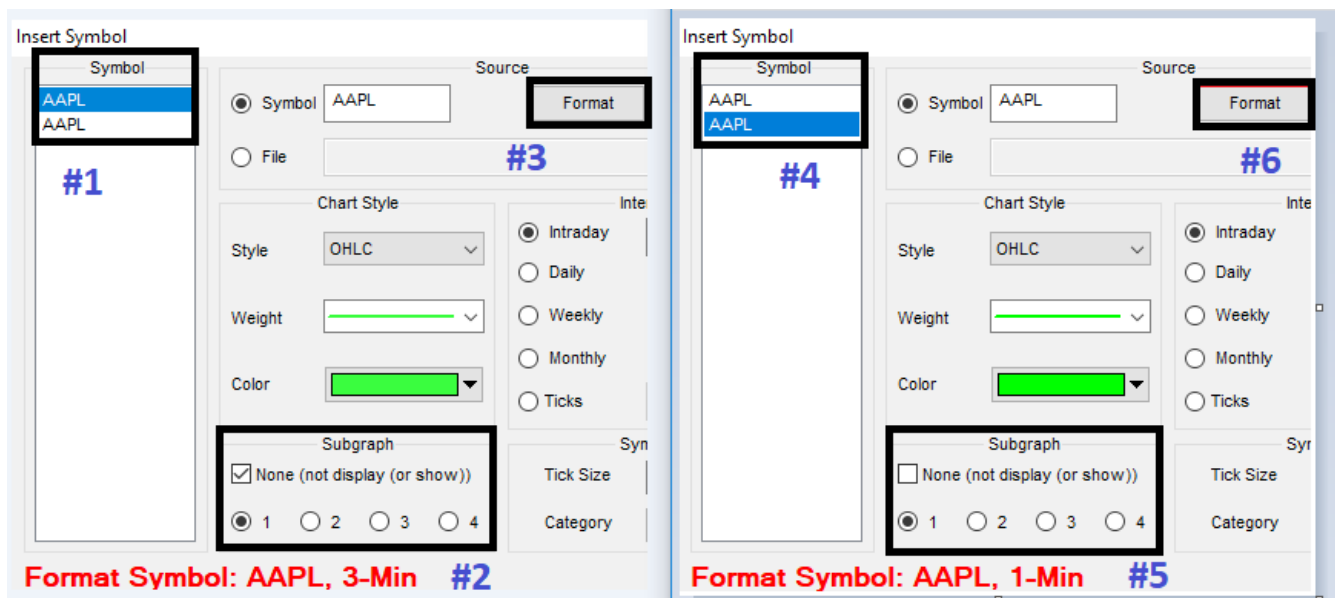 Insert Symbol
Symbol
AAPL
AAPL
#1
Source
Symbol AAPL Format
File
#3
Chart Style
Style OHLC
Weight
Color
Intraday
Daily
Weekly
Monthly
Ticks
Subgraph
None (not display (or show))
1 2 3 4
Tick Size
Category
Format Symbol: AAPL, 3-Min #2
Insert Symbol
Symbol
AAPL
AAPL
#4
Source
Symbol AAPL Format
File
#6
Chart Style
Style OHLC
Weight
Color
Intraday
Daily
Weekly
Monthly
Ticks
Subgraph
None (not display (or show))
1 2 3 4
Tick Size
Category
Format Symbol: AAPL, 1-Min #5